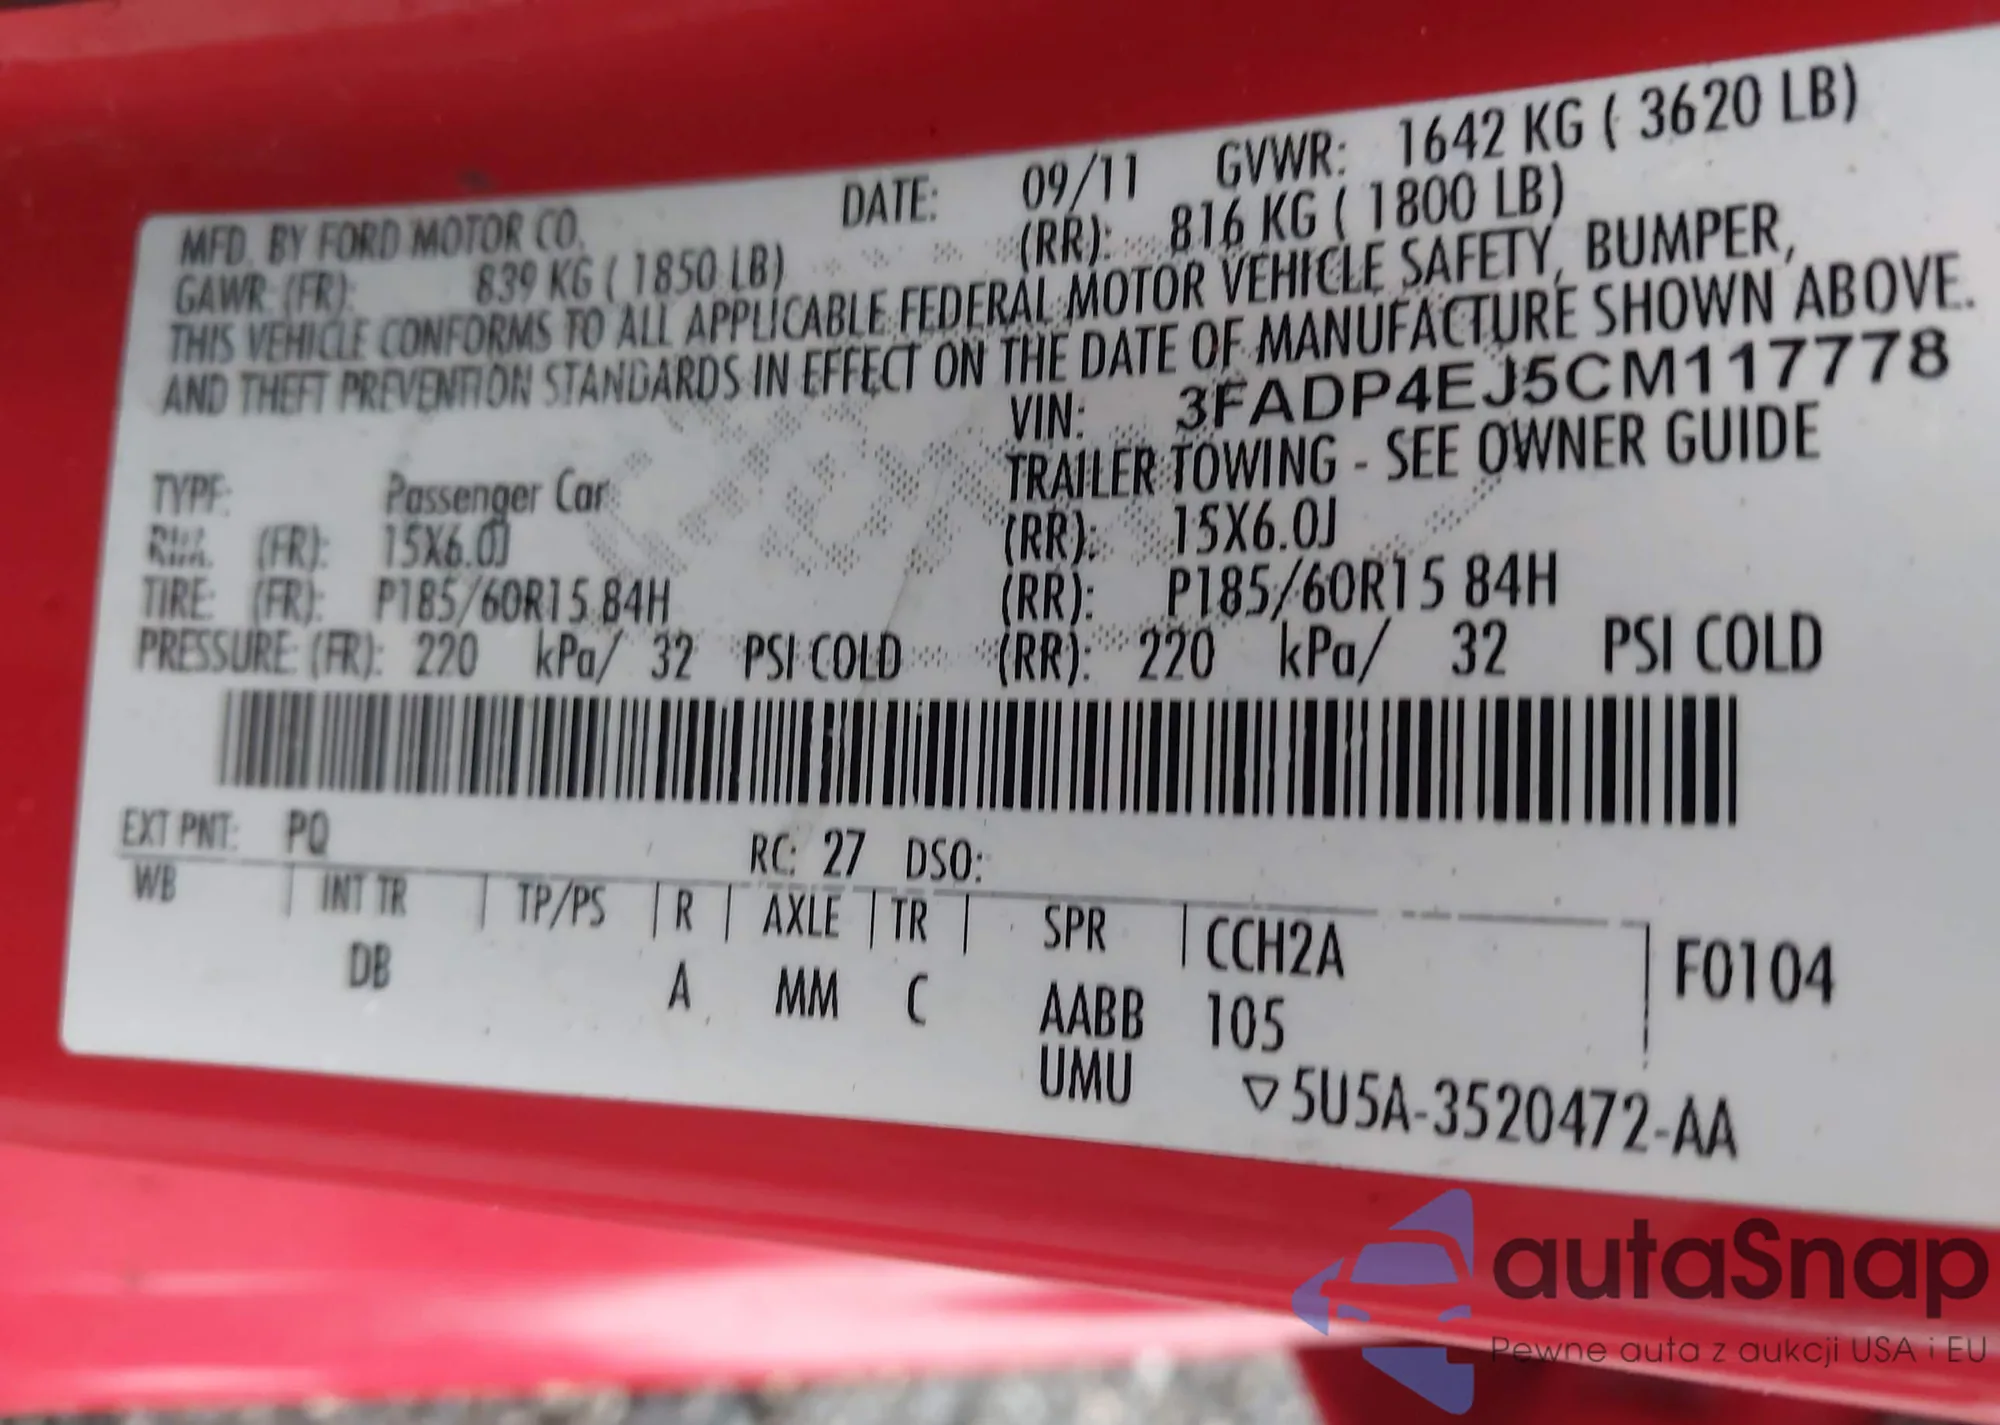 MFD. BY FORD MOTOR CO. DATE: 09/11 GVWR: 1642 KG ( 3620 LB)
GAWR (FR): 839 KG ( 1850 LB) (RR): 816 KG ( 1800 LB)
THIS VEHICLE CONFORMS TO ALL APPLICABLE FEDERAL MOTOR VEHICLE SAFETY, BUMPER,
AND THEFT PREVENTION STANDARDS IN EFFECT ON THE DATE OF MANUFACTURE SHOWN ABOVE.
VIN: 3FADP4EJ5CM117778
TYPE: Passenger Car TRAILER TOWING - SEE OWNER GUIDE
RIM (FR): 15X6.0J (RR): 15X6.0J
TIRE (FR): P185/60R15 84H (RR): P185/60R15 84H
PRESSURE (FR): 220 kPa/ 32 PSI COLD (RR): 220 kPa/ 32 PSI COLD
EXT PNT: PQ RC: 27 DSO:
WB INT TR TP/PS R AXLE TR SPR CCH2A F0104
DB A MM C AABB 105
UMU ▽5U5A-3520472-AA
autaSnap
Pewne auta z aukcji USA i EU